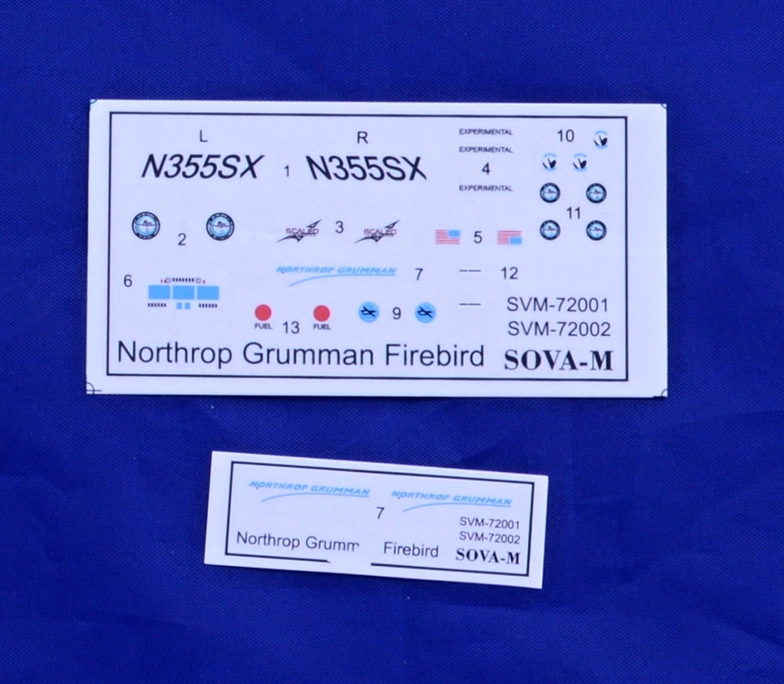 L R EXPERIMENTAL 10
EXPERIMENTAL
N355SX 1 N355SX 4
EXPERIMENTAL
2 SCALED 3 SCALED 5 11
6 NORTHROP GRUMMAN 7 12
FUEL 13 FUEL 9 SVM-72001
SVM-72002
Northrop Grumman Firebird SOVA-M
NORTHROP GRUMMAN NORTHROP GRUMMAN
7 SVM-72001
SVM-72002
Northrop Grumm Firebird SOVA-M